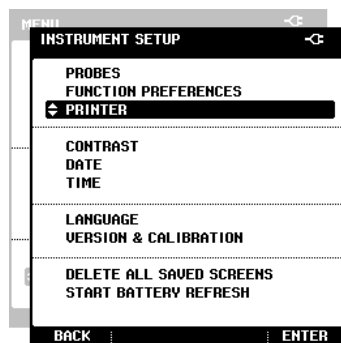 MENU
INSTRUMENT SETUP
PROBES
FUNCTION PREFERENCES
PRINTER
CONTRAST
DATE
TIME
LANGUAGE
VERSION & CALIBRATION
DELETE ALL SAVED SCREENS
START BATTERY REFRESH
BACK ENTER